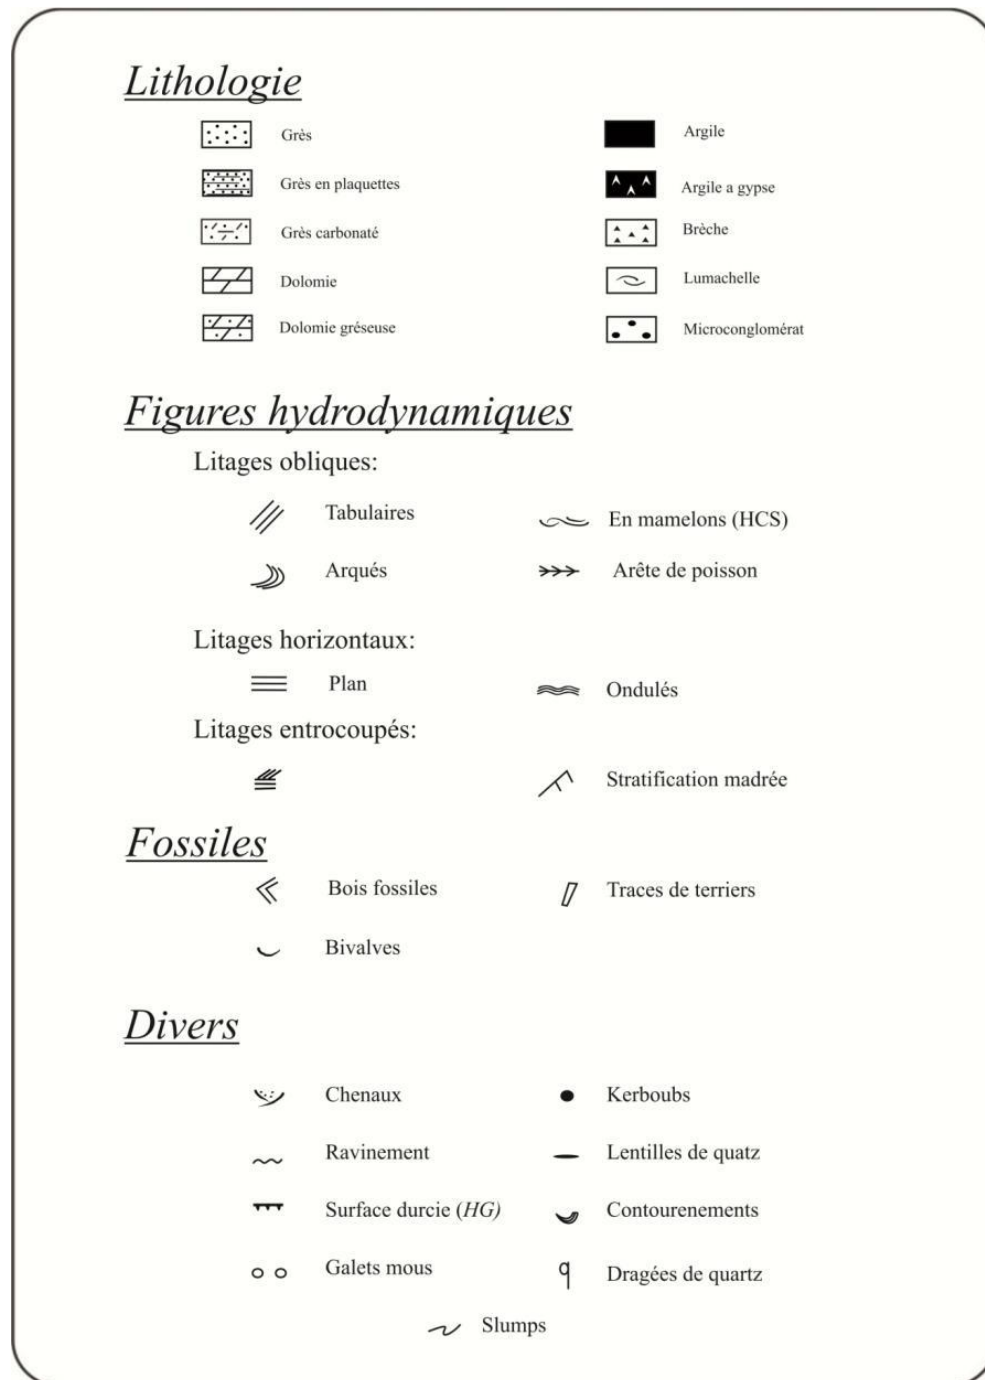 Lithologie
Grès
Argile
Grès en plaquettes
Argile a gypse
Grès carbonaté
Brèche
Dolomie
Lumachelle
Dolomie gréseuse
Microconglomérat
Figures hydrodynamiques
Litages obliques:
Tabulaires
En mamelons (HCS)
Arqués
Arête de poisson
Litages horizontaux:
Plan
Ondulés
Litages entrocoupés:
Stratification madrée
Fossiles
Bois fossiles
Traces de terriers
Bivalves
Divers
Chenaux
Kerboubs
Ravinement
Lentilles de quatz
Surface durcie (HG)
Contourenements
Galets mous
Dragées de quartz
Slumps